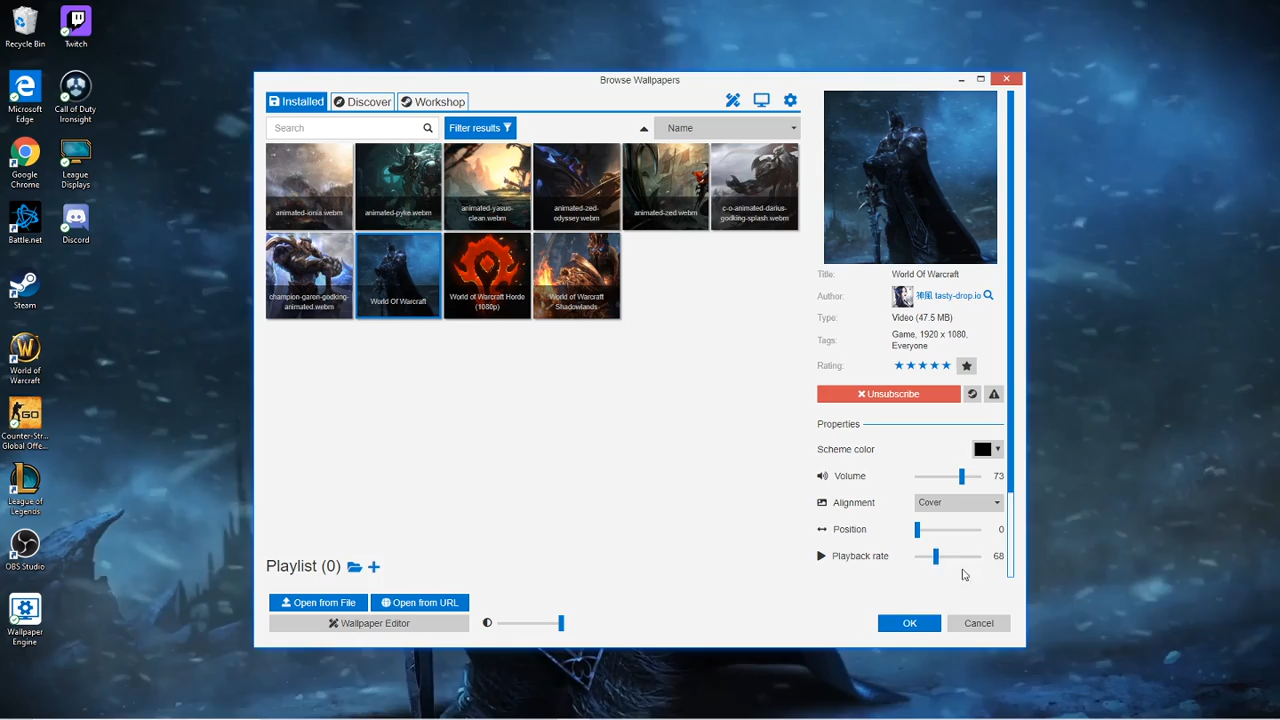 Recycle Bin
Twitch
Microsoft
Edge
Call of Duty
Ironsight
Google
Chrome
League
Displays
Battle.net
Discord
Steam
World of
Warcraft
GO
Counter-Str...
Global Offe...
League of
Legends
OBS Studio
Wallpaper
Engine
Browse Wallpapers
Installed
Discover
Workshop
Search
Filter results
Name
animated-ionia.webm
animated-pyke.webm
animated-yasuo-
clean.webm
animated-zed-
odyssey.webm
animated-zed.webm
c-o-animated-darius-
godking-splash.webm
champion-garen-godking-
animated.webm
World Of Warcraft
World of Warcraft Horde
(1080p)
World of Warcraft
Shadowlands
Playlist (0)
Open from File
Open from URL
Wallpaper Editor
Title: World Of Warcraft
Author: 神風 tasty-drop.io
Type: Video (47.5 MB)
Tags: Game, 1920 x 1080,
Everyone
Rating:
Unsubscribe
Properties
Scheme color
Volume 73
Alignment Cover
Position 0
Playback rate 68
OK
Cancel